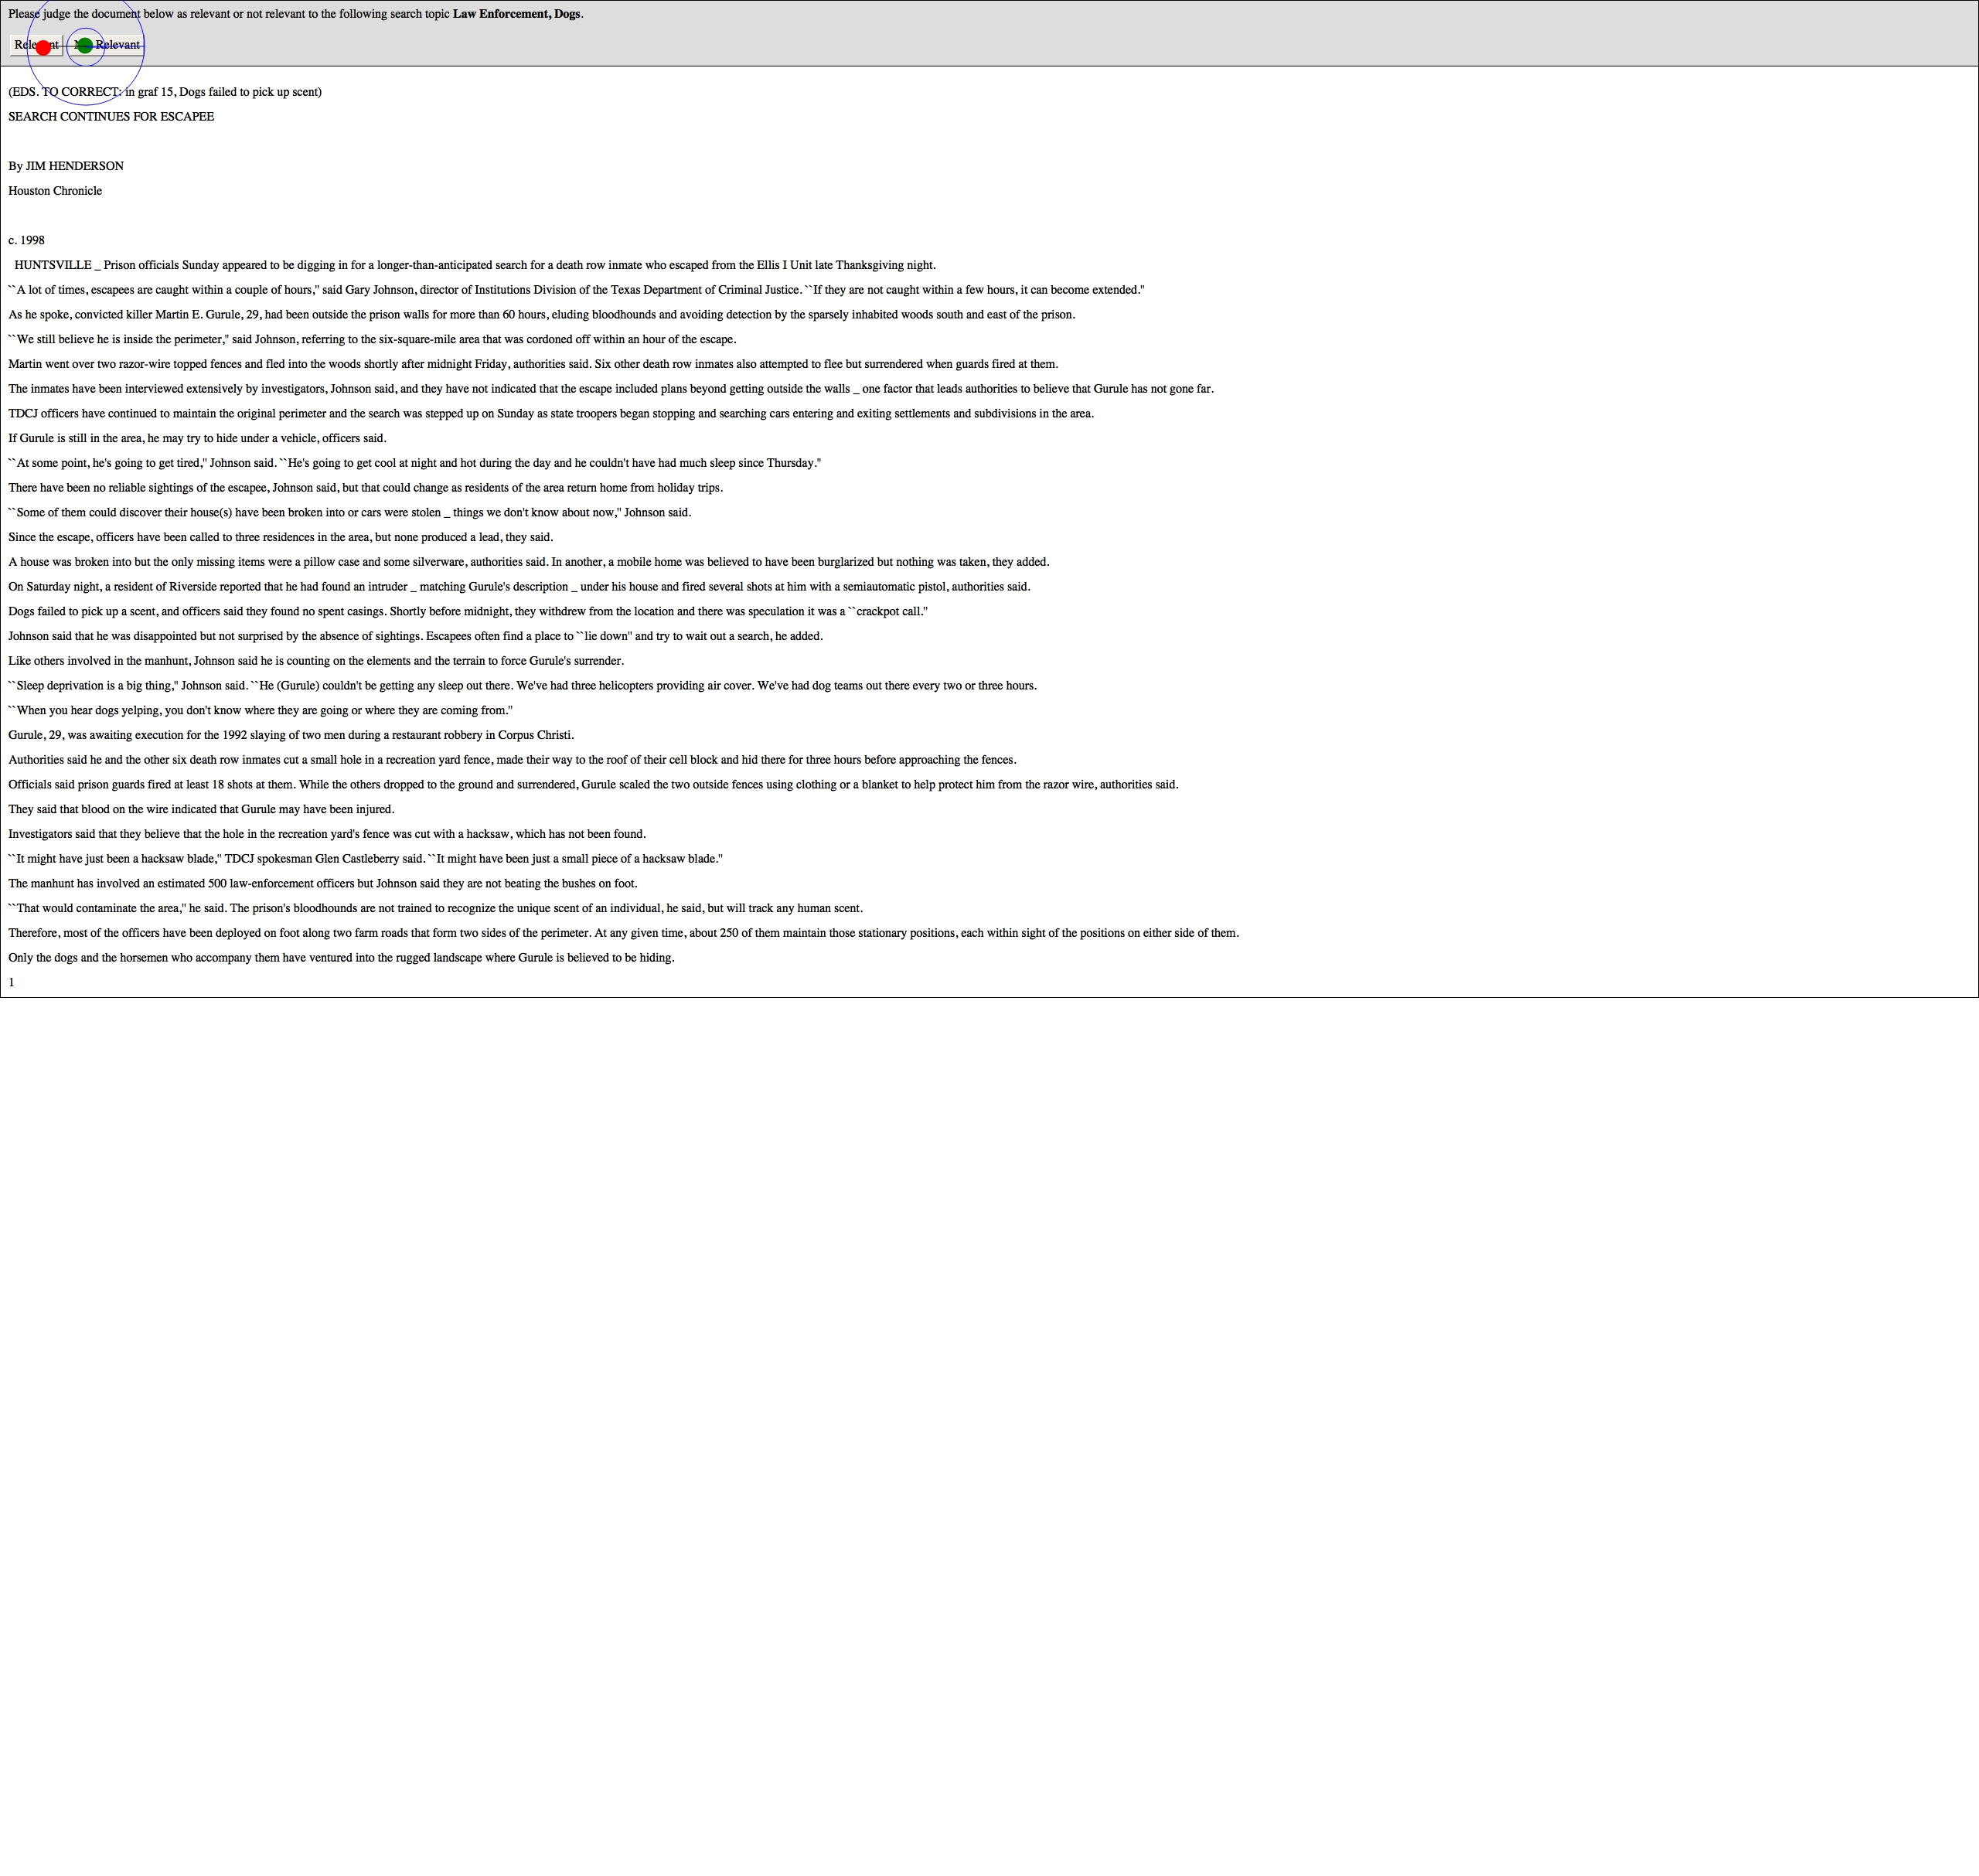 Please judge the document below as relevant or not relevant to the following search topic Law Enforcement, Dogs.
Relevant Relevant
(EDS. TO CORRECT: in graf 15, Dogs failed to pick up scent)
SEARCH CONTINUES FOR ESCAPEE
By JIM HENDERSON
Houston Chronicle
c. 1998
HUNTSVILLE _ Prison officials Sunday appeared to be digging in for a longer-than-anticipated search for a death row inmate who escaped from the Ellis I Unit late Thanksgiving night.
``A lot of times, escapees are caught within a couple of hours,'' said Gary Johnson, director of Institutions Division of the Texas Department of Criminal Justice. ``If they are not caught within a few hours, it can become extended.''
As he spoke, convicted killer Martin E. Gurule, 29, had been outside the prison walls for more than 60 hours, eluding bloodhounds and avoiding detection by the sparsely inhabited woods south and east of the prison.
``We still believe he is inside the perimeter,'' said Johnson, referring to the six-square-mile area that was cordoned off within an hour of the escape.
Martin went over two razor-wire topped fences and fled into the woods shortly after midnight Friday, authorities said. Six other death row inmates also attempted to flee but surrendered when guards fired at them.
The inmates have been interviewed extensively by investigators, Johnson said, and they have not indicated that the escape included plans beyond getting outside the walls _ one factor that leads authorities to believe that Gurule has not gone far.
TDCJ officers have continued to maintain the original perimeter and the search was stepped up on Sunday as state troopers began stopping and searching cars entering and exiting settlements and subdivisions in the area.
If Gurule is still in the area, he may try to hide under a vehicle, officers said.
``At some point, he's going to get tired,'' Johnson said. ``He's going to get cool at night and hot during the day and he couldn't have had much sleep since Thursday.''
There have been no reliable sightings of the escapee, Johnson said, but that could change as residents of the area return home from holiday trips.
``Some of them could discover their house(s) have been broken into or cars were stolen _ things we don't know about now,'' Johnson said.
Since the escape, officers have been called to three residences in the area, but none produced a lead, they said.
A house was broken into but the only missing items were a pillow case and some silverware, authorities said. In another, a mobile home was believed to have been burglarized but nothing was taken, they added.
On Saturday night, a resident of Riverside reported that he had found an intruder _ matching Gurule's description _ under his house and fired several shots at him with a semiautomatic pistol, authorities said.
Dogs failed to pick up a scent, and officers said they found no spent casings. Shortly before midnight, they withdrew from the location and there was speculation it was a ``crackpot call.''
Johnson said that he was disappointed but not surprised by the absence of sightings. Escapees often find a place to ``lie down'' and try to wait out a search, he added.
Like others involved in the manhunt, Johnson said he is counting on the elements and the terrain to force Gurule's surrender.
``Sleep deprivation is a big thing,'' Johnson said. ``He (Gurule) couldn't be getting any sleep out there. We've had three helicopters providing air cover. We've had dog teams out there every two or three hours.
``When you hear dogs yelping, you don't know where they are going or where they are coming from.''
Gurule, 29, was awaiting execution for the 1992 slaying of two men during a restaurant robbery in Corpus Christi.
Authorities said he and the other six death row inmates cut a small hole in a recreation yard fence, made their way to the roof of their cell block and hid there for three hours before approaching the fences.
Officials said prison guards fired at least 18 shots at them. While the others dropped to the ground and surrendered, Gurule scaled the two outside fences using clothing or a blanket to help protect him from the razor wire, authorities said.
They said that blood on the wire indicated that Gurule may have been injured.
Investigators said that they believe that the hole in the recreation yard's fence was cut with a hacksaw, which has not been found.
``It might have just been a hacksaw blade,'' TDCJ spokesman Glen Castleberry said. ``It might have been just a small piece of a hacksaw blade.''
The manhunt has involved an estimated 500 law-enforcement officers but Johnson said they are not beating the bushes on foot.
``That would contaminate the area,'' he said. The prison's bloodhounds are not trained to recognize the unique scent of an individual, he said, but will track any human scent.
Therefore, most of the officers have been deployed on foot along two farm roads that form two sides of the perimeter. At any given time, about 250 of them maintain those stationary positions, each within sight of the positions on either side of them.
Only the dogs and the horsemen who accompany them have ventured into the rugged landscape where Gurule is believed to be hiding.
1